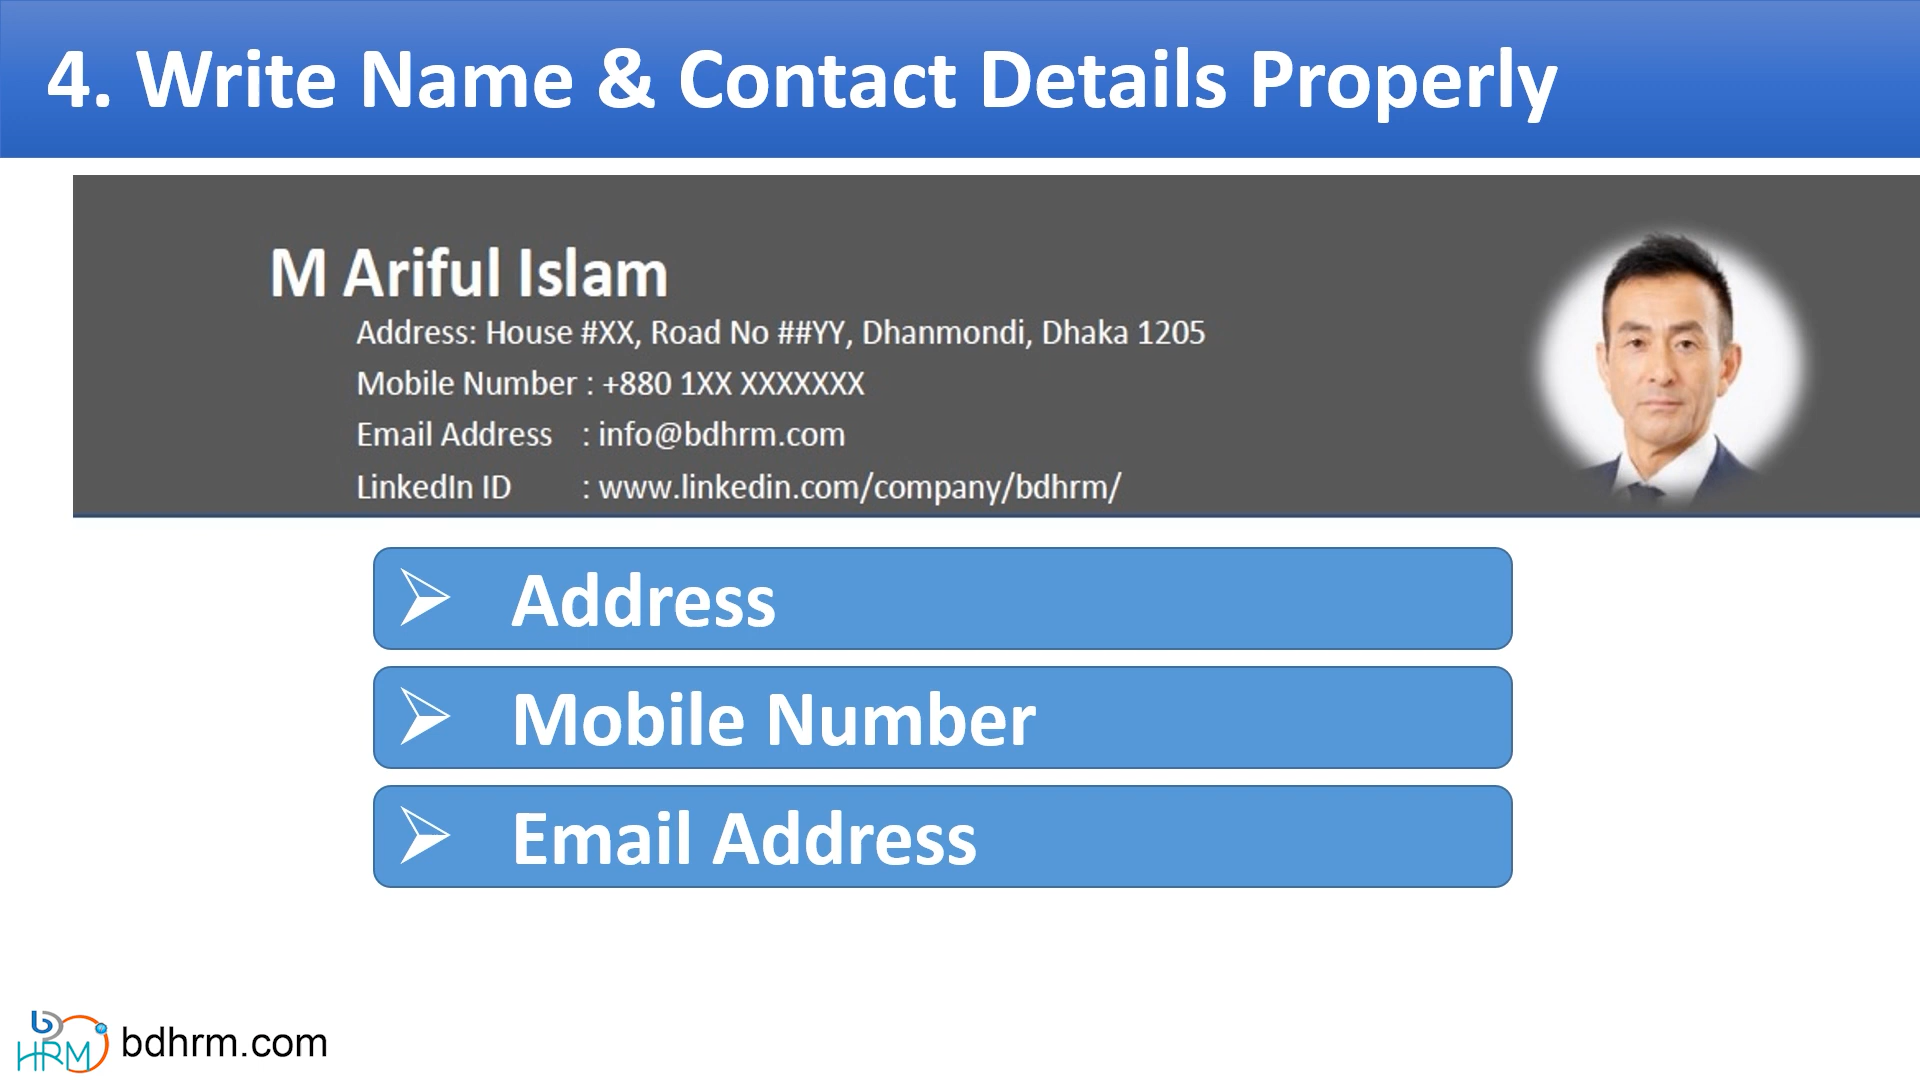 4. Write Name & Contact Details Properly
M Ariful Islam
Address: House #XX, Road No ##YY, Dhanmondi, Dhaka 1205
Mobile Number : +880 1XX XXXXXXX
Email Address : info@bdhrm.com
LinkedIn ID : www.linkedin.com/company/bdhrm/
➢ Address
➢ Mobile Number
➢ Email Address
b
HRM
bdhrm.com